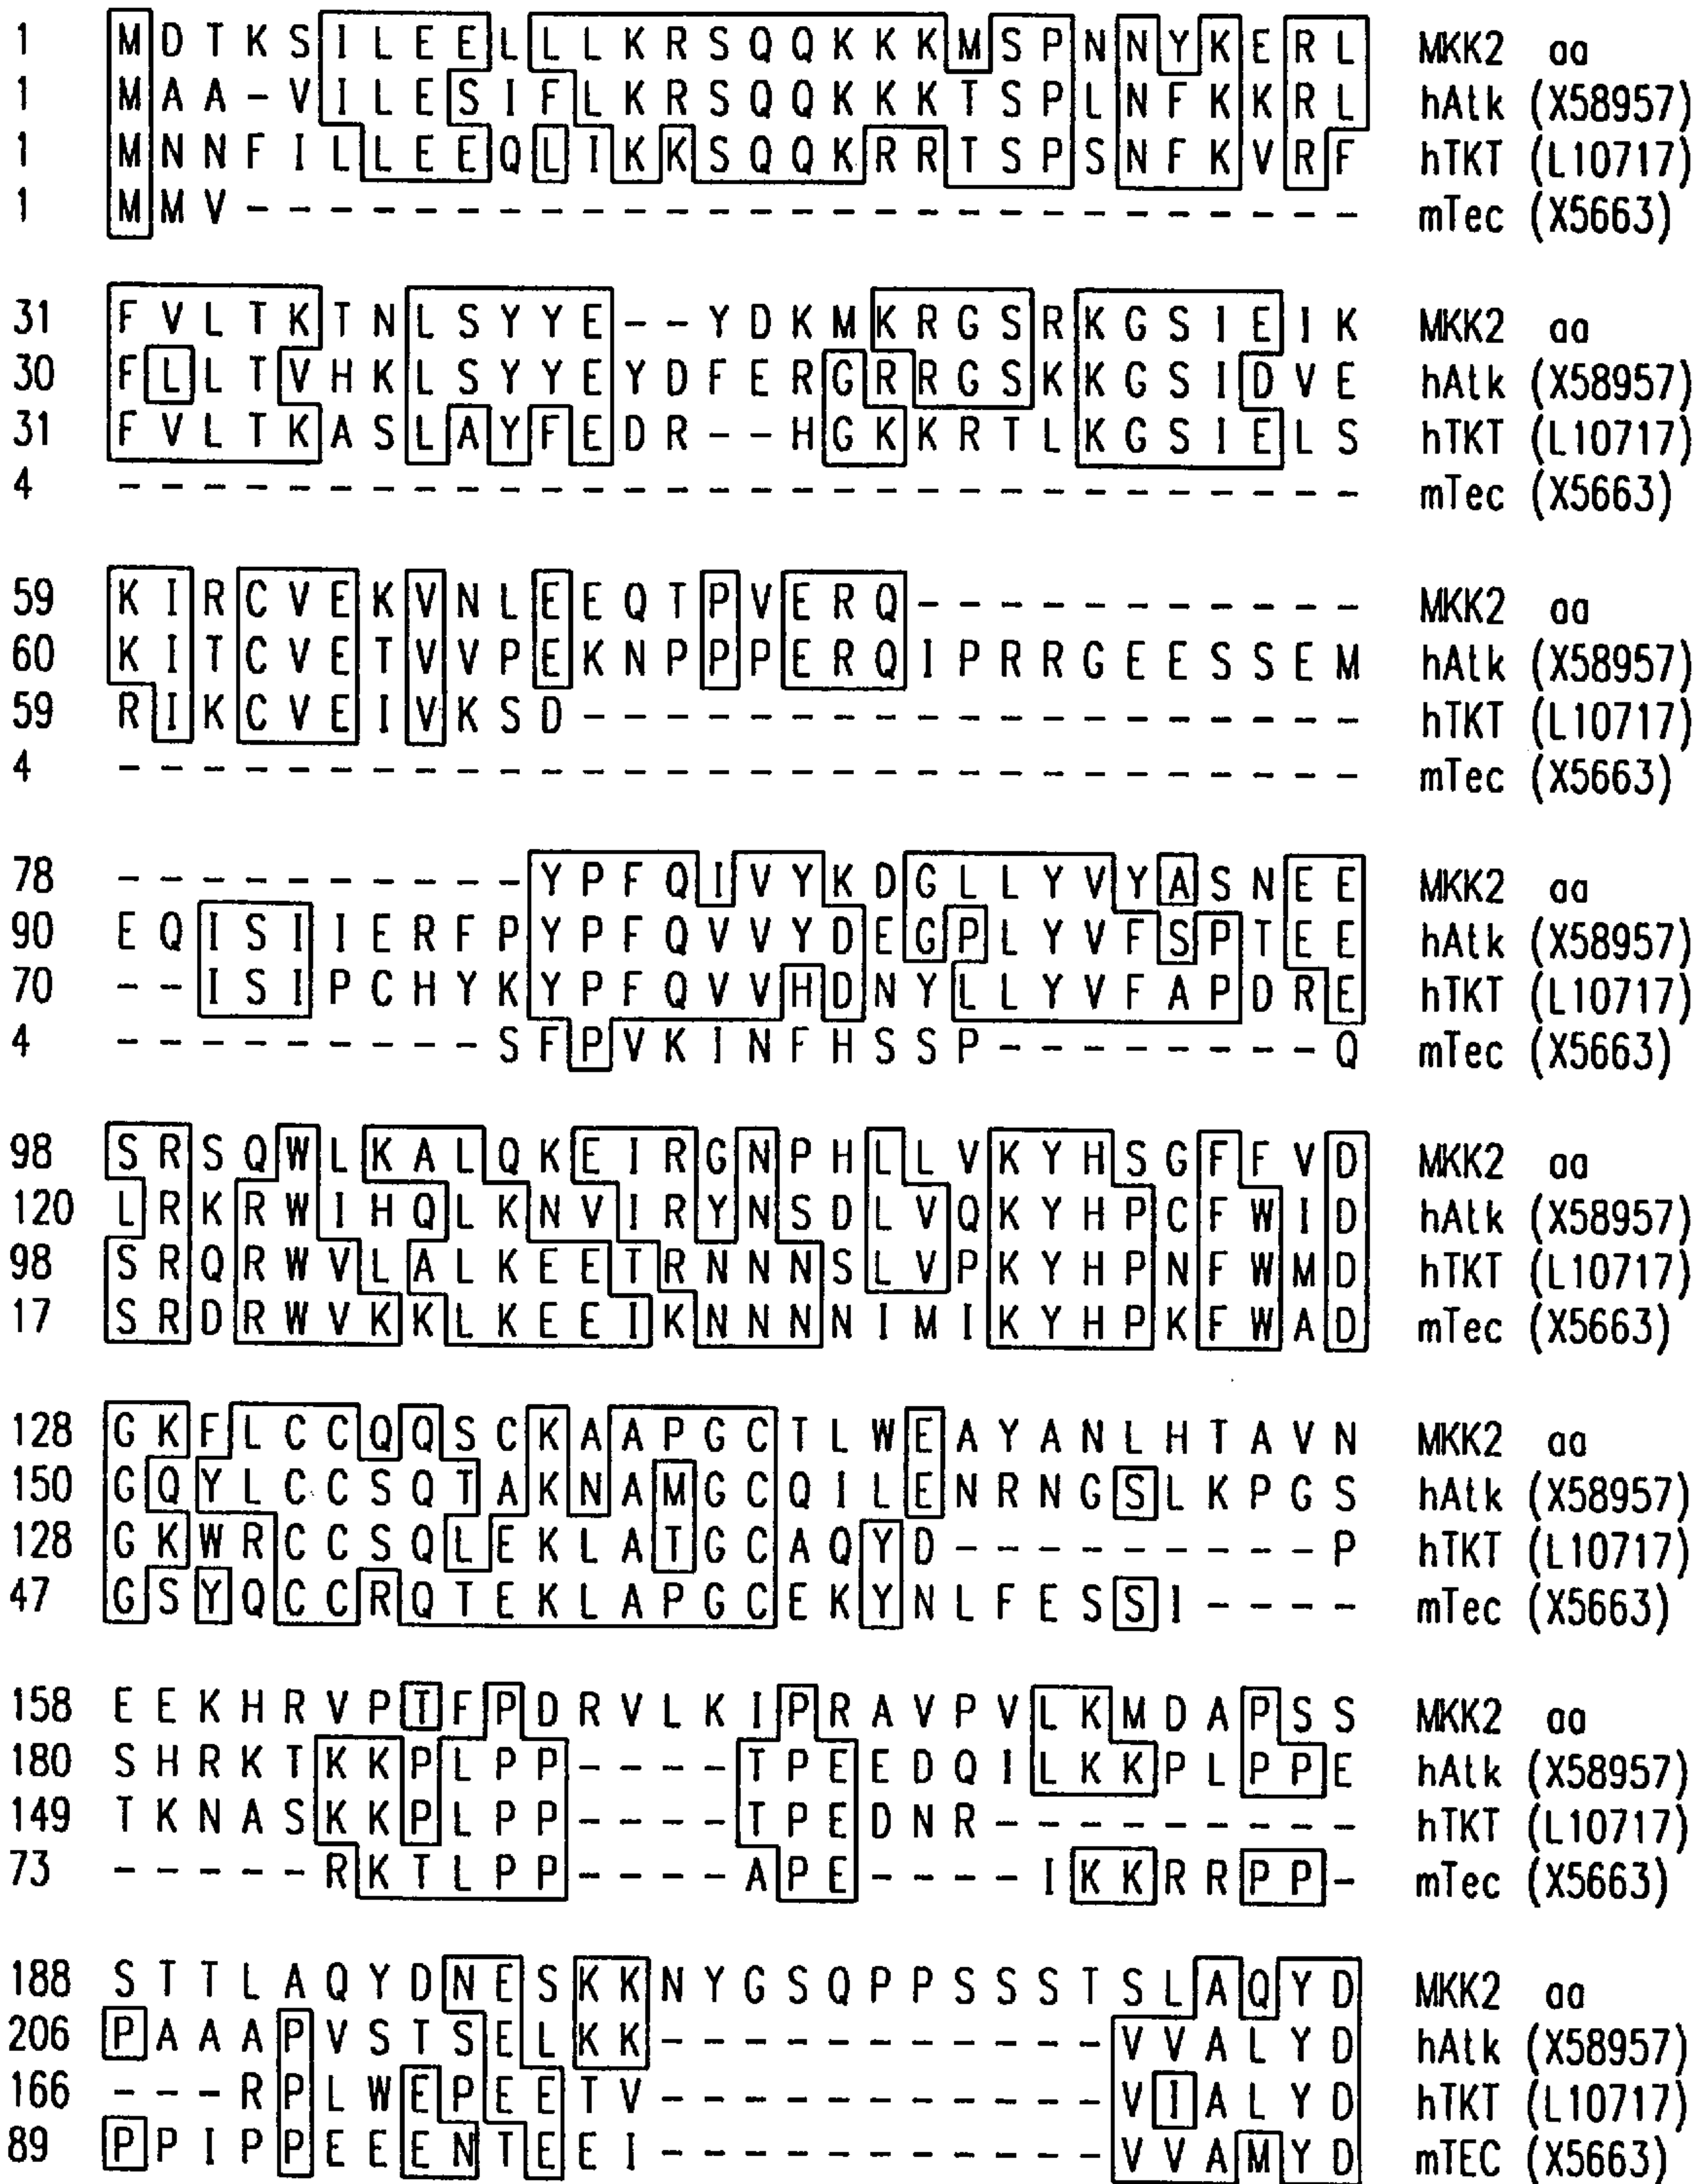 1 M D T K S I L E E L L L K R S Q Q K K K M S P N N Y K E R L MKK2 aa
1 M A A - V I L E S I F L K R S Q Q K K K T S P L N F K K R L hAtk (X58957)
1 M N N F I L L E E Q L I K K S Q Q K R R T S P S N F K V R F hTKT (L10717)
1 M M V - - - - - - - - - - - - - - - - - - - - - - - - - - - mTec (X5663)
31 F V L T K T N L S Y Y E - - Y D K M K R G S R K G S I E I K MKK2 aa
30 F L L T V H K L S Y Y E Y D F E R G R R G S K K G S I D V E hAtk (X58957)
31 F V L T K A S L A Y F E D R - - H G K K R T L K G S I E L S hTKT (L10717)
4 - - - - - - - - - - - - - - - - - - - - - - - - - - - - - - mTec (X5663)
59 K I R C V E K V N L E E Q T P V E R Q - - - - - - - - - - - MKK2 aa
60 K I T C V E T V V P E K N P P P E R Q I P R R G E E S S E M hAtk (X58957)
59 R I K C V E I V K S D - - - - - - - - - - - - - - - - - - - hTKT (L10717)
4 - - - - - - - - - - - - - - - - - - - - - - - - - - - - - - mTec (X5663)
78 - - - - - - - - - - Y P F Q I V Y K D G L L Y V Y A S N E E MKK2 aa
90 E Q I S I I E R F P Y P F Q V V Y D E G P L Y V F S P T E E hAtk (X58957)
70 - - I S I P C H Y K Y P F Q V V H D N Y L L Y V F A P D R E hTKT (L10717)
4 - - - - - - - - - S F P V K I N F H S S P - - - - - - - - Q mTec (X5663)
98 S R S Q W L K A L Q K E I R G N P H L L V K Y H S G F F V D MKK2 aa
120 L R K R W I H Q L K N V I R Y N S D L V Q K Y H P C F W I D hAtk (X58957)
98 S R Q R W V L A L K E E T R N N N S L V P K Y H P N F W M D hTKT (L10717)
17 S R D R W V K K L K E E I K N N N N I M I K Y H P K F W A D mTec (X5663)
128 G K F L C C Q Q S C K A A P G C T L W E A Y A N L H T A V N MKK2 aa
150 G Q Y L C C S Q T A K N A M G C Q I L E N R N G S L K P G S hAtk (X58957)
128 G K W R C C S Q L E K L A T G C A Q Y D - - - - - - - - - P hTKT (L10717)
47 G S Y Q C C R Q T E K L A P G C E K Y N L F E S S I - - - - mTec (X5663)
158 E E K H R V P T F P D R V L K I P R A V P V L K M D A P S S MKK2 aa
180 S H R K T K K P L P P - - - - T P E E D Q I L K K P L P P E hAtk (X58957)
149 T K N A S K K P L P P - - - - T P E D N R - - - - - - - - - hTKT (L10717)
73 - - - - - R K T L P P - - - - A P E - - - - I K K R R P P - mTec (X5663)
188 S T T L A Q Y D N E S K K N Y G S Q P P S S S T S L A Q Y D MKK2 aa
206 P A A A P V S T S E L K K - - - - - - - - - - - V V A L Y D hAtk (X58957)
166 - - - R P L W E P E E T V - - - - - - - - - - - V I A L Y D hTKT (L10717)
89 P P I P P E E E N T E E I - - - - - - - - - - - V V A M Y D mTEC (X5663)